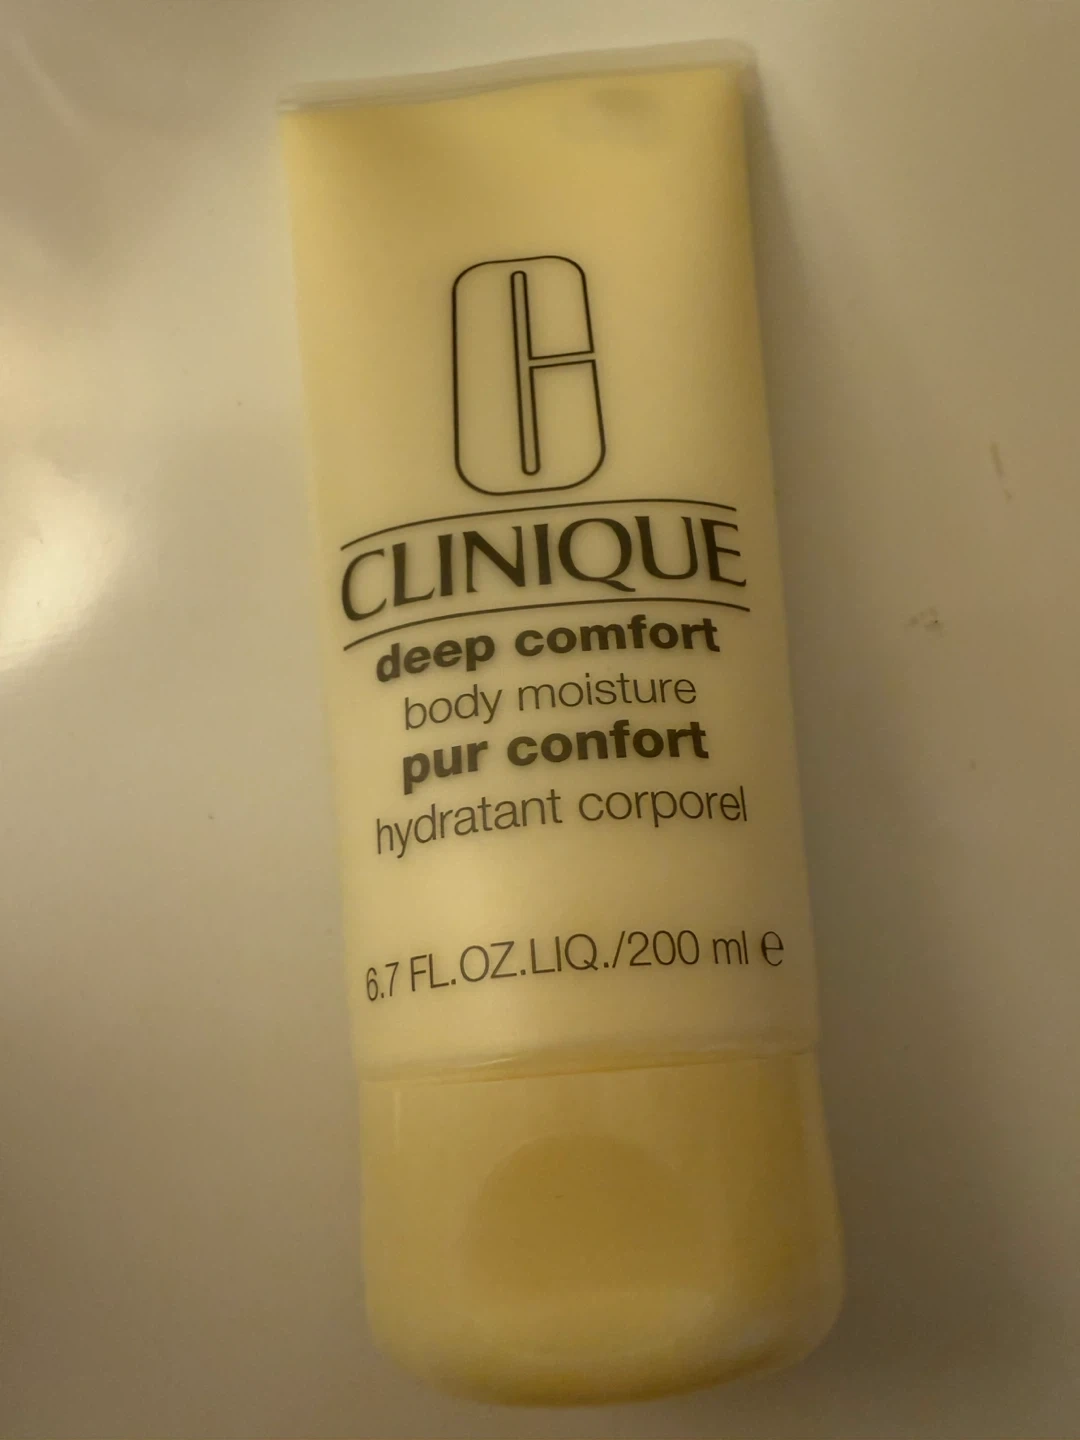 C
CLINIQUE
deep comfort
body moisture
pur confort
hydratant corporel
6.7 FL.OZ.LIQ./200 ml ℮